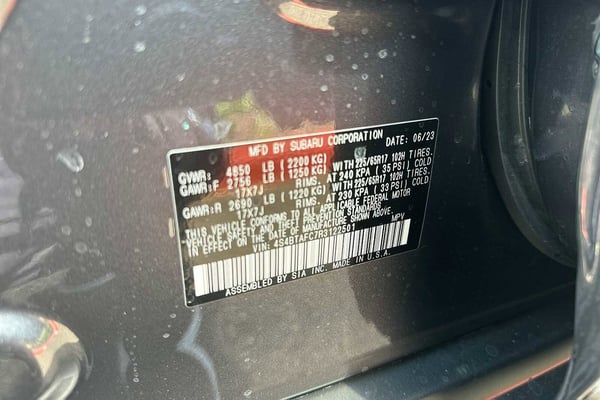 MFD BY SUBARU CORPORATION DATE: 06/23
GVWR: 4850 LB (2200 KG)
GAWR:F 2756 LB (1250 KG) WITH 225/65R17 102H TIRES,
17X7J RIMS, AT 240 KPA (35 PSI) COLD
GAWR:R 2690 LB (1220 KG) WITH 225/65R17 102H TIRES,
17X7J RIMS, AT 230 KPA (33 PSI) COLD
THIS VEHICLE CONFORMS TO ALL APPLICABLE FEDERAL MOTOR
VEHICLE SAFETY, BUMPER, AND THEFT PREVENTION STANDARDS
IN EFFECT ON THE DATE OF MANUFACTURE SHOWN ABOVE.
VIN: 4S4BTAFC7R3122501 MPV
ASSEMBLED BY SIA INC. MADE IN U.S.A.